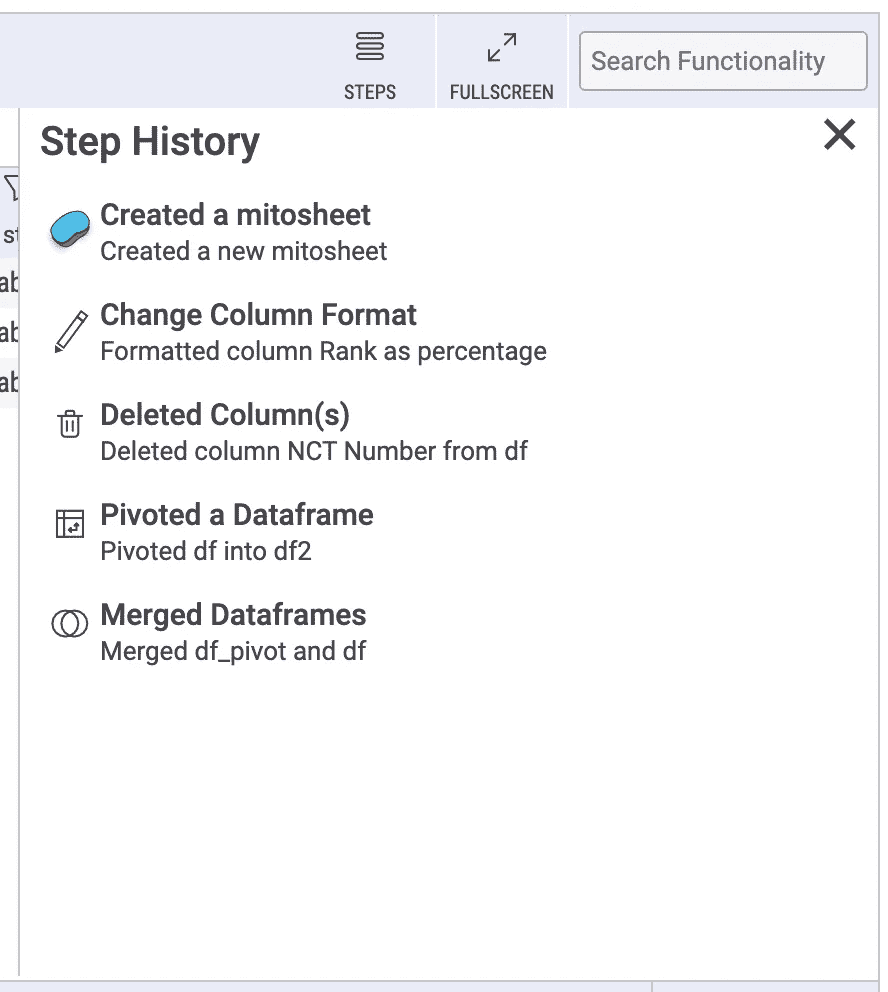 STEPS
FULLSCREEN
Search Functionality
Step History
Created a mitosheet
Created a new mitosheet
Change Column Format
Formatted column Rank as percentage
Deleted Column(s)
Deleted column NCT Number from df
Pivoted a Dataframe
Pivoted df into df2
Merged Dataframes
Merged df_pivot and df